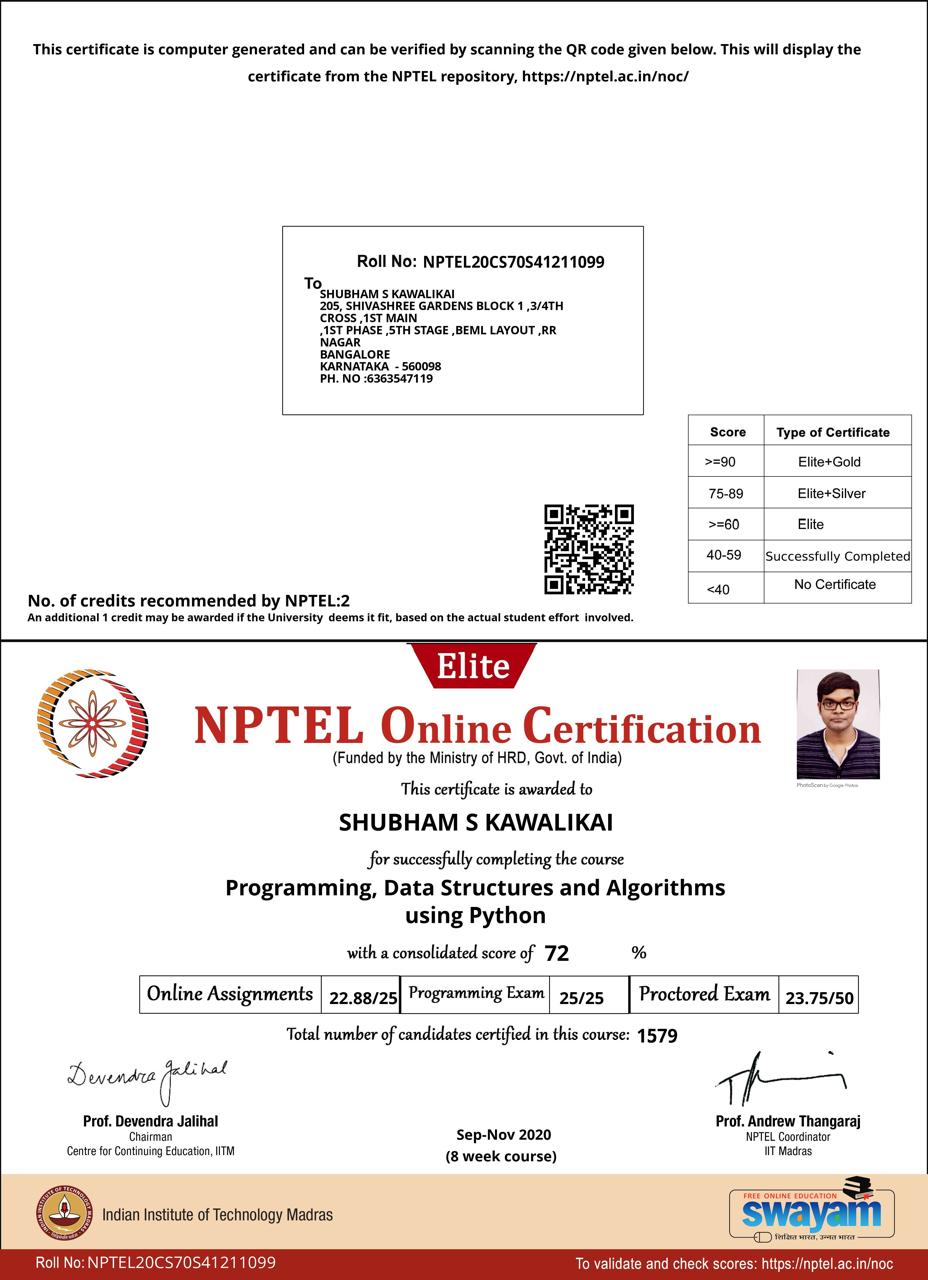 This certificate is computer generated and can be verified by scanning the QR code given below. This will display the
certificate from the NPTEL repository, https://nptel.ac.in/noc/
Roll No: NPTEL20CS70S41211099
To
SHUBHAM S KAWALIKAI
205, SHIVASHREE GARDENS BLOCK 1 ,3/4TH
CROSS ,1ST MAIN
,1ST PHASE ,5TH STAGE ,BEML LAYOUT ,RR
NAGAR
BANGALORE
KARNATAKA - 560098
PH. NO :6363547119
Score Type of Certificate
>=90 Elite+Gold
75-89 Elite+Silver
>=60 Elite
40-59 Successfully Completed
<40 No Certificate
No. of credits recommended by NPTEL:2
An additional 1 credit may be awarded if the University deems it fit, based on the actual student effort involved.
Elite
NPTEL Online Certification
(Funded by the Ministry of HRD, Govt. of India)
PhotoScan by Google Photos
This certificate is awarded to
SHUBHAM S KAWALIKAI
for successfully completing the course
Programming, Data Structures and Algorithms
using Python
with a consolidated score of 72 %
Online Assignments 22.88/25 Programming Exam 25/25 Proctored Exam 23.75/50
Total number of candidates certified in this course: 1579
Devendra Jalihal
Prof. Devendra Jalihal
Chairman
Centre for Continuing Education, IITM
Sep-Nov 2020
(8 week course)
Prof. Andrew Thangaraj
NPTEL Coordinator
IIT Madras
INDIAN INSTITUTE OF TECHNOLOGY MADRAS
Indian Institute of Technology Madras
FREE ONLINE EDUCATION
swayam
शिक्षित भारत, उन्नत भारत
Roll No: NPTEL20CS70S41211099
To validate and check scores: https://nptel.ac.in/noc